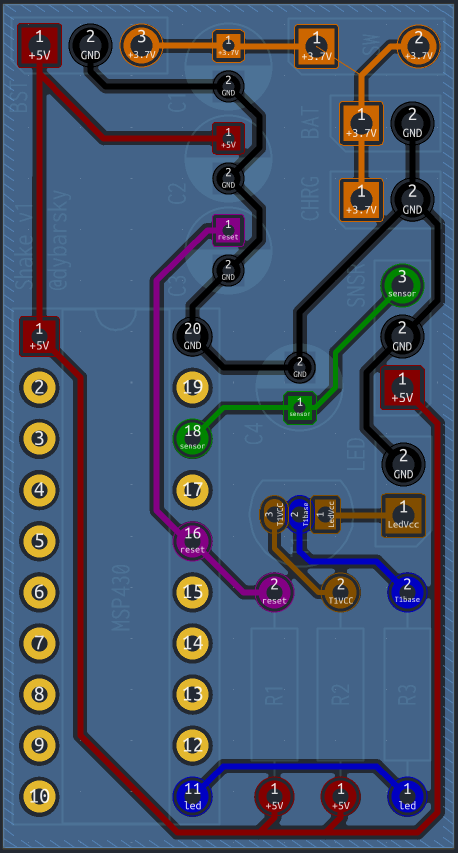 1
+5V
2
GND
3
+3.7V
1
+3.7V
1
+3.7V
2
+3.7V
SW
BST
C1
2
GND
BAT
1
+3.7V
2
GND
1
+5V
C2
2
GND
CHRG
1
+3.7V
2
GND
Shake v1
@dybarsky
1
reset
C3
2
GND
SNSR
3
sensor
1
+5V
20
GND
2
GND
2
GND
1
+5V
2
19
C4
1
sensor
3
18
sensor
LED
2
GND
4
17
3
T1VCC
2
T1base
1
LedVcc
1
LedVcc
5
16
reset
MSP430
6
15
2
reset
2
T1VCC
2
T1base
7
14
8
13
R1
R2
R3
9
12
10
11
led
1
+5V
1
+5V
1
led